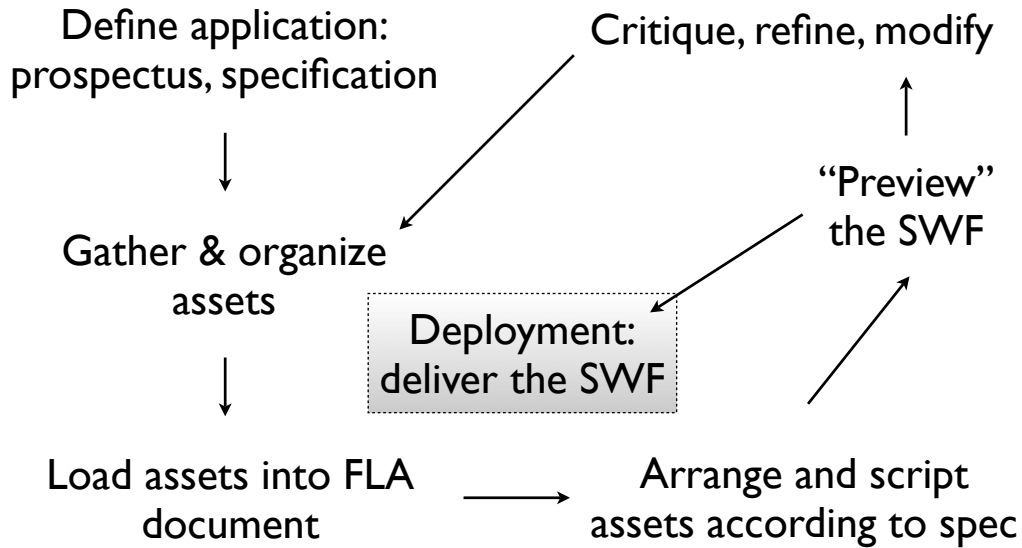 Define application:
prospectus, specification
Critique, refine, modify
“Preview”
the SWF
Gather & organize
assets
Deployment:
deliver the SWF
Load assets into FLA
document
Arrange and script
assets according to spec